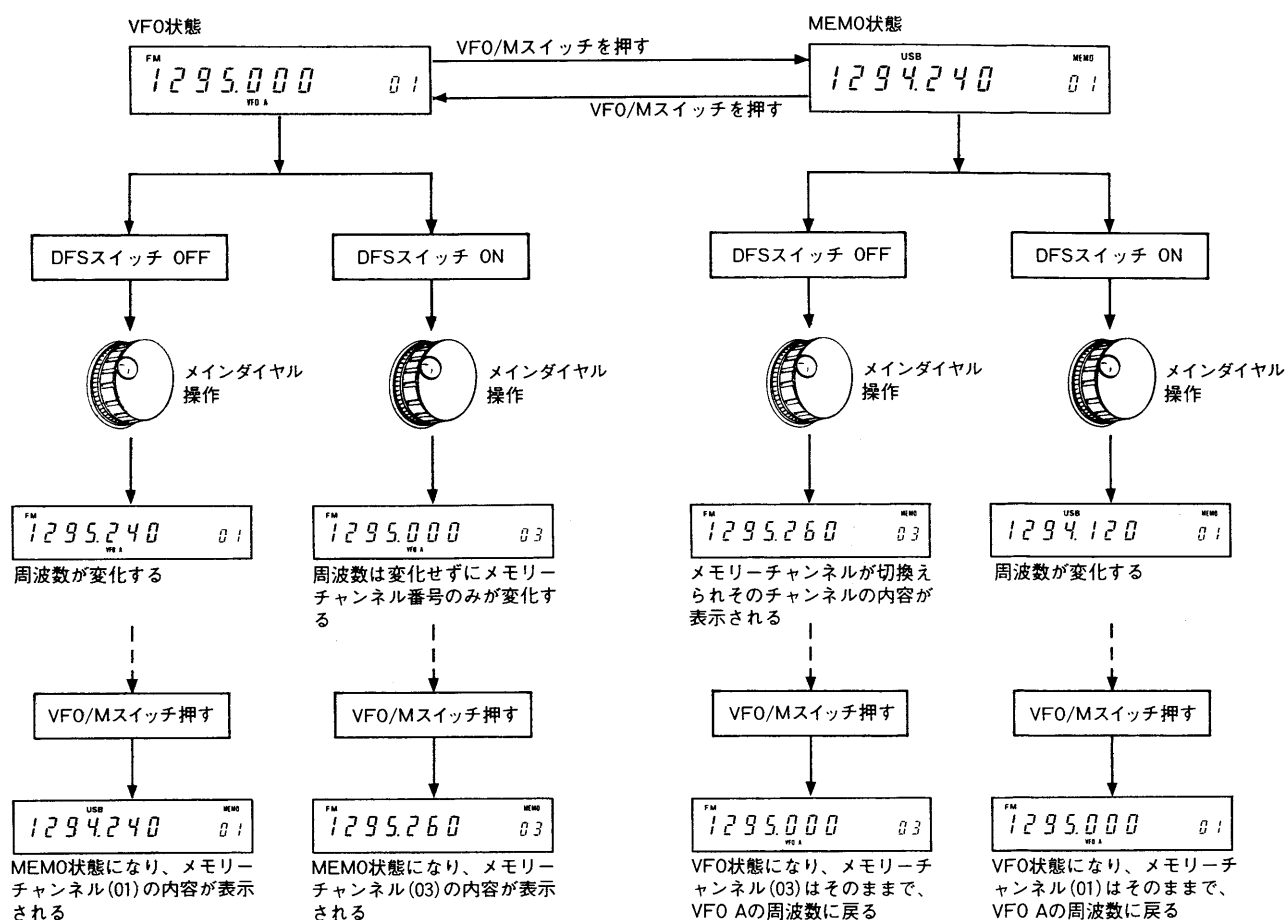 VFO状態
MEMO状態
VFO/Mスイッチを押す
FM
1295.000 01
VFO A
USB MEMO
1294.240 01
VFO/Mスイッチを押す
DFSスイッチ OFF
DFSスイッチ ON
DFSスイッチ OFF
DFSスイッチ ON
メインダイヤル
操作
メインダイヤル
操作
メインダイヤル
操作
メインダイヤル
操作
FM
1295.240 01
VFO A
周波数が変化する
FM
1295.000 03
VFO A
周波数は変化せずにメモリー
チャンネル番号のみが変化す
る
FM MEMO
1295.260 03
メモリーチャンネルが切換え
られそのチャンネルの内容が
表示される
USB MEMO
1294.120 01
周波数が変化する
VFO/Mスイッチ押す
VFO/Mスイッチ押す
VFO/Mスイッチ押す
VFO/Mスイッチ押す
USB MEMO
1294.240 01
MEMO状態になり、メモリー
チャンネル(01)の内容が表示
される
FM MEMO
1295.260 03
MEMO状態になり、メモリー
チャンネル(03)の内容が表示
される
FM
1295.000 03
VFO A
VFO状態になり、メモリーチ
ャンネル(03)はそのままで、
VFO Aの周波数に戻る
FM
1295.000 01
VFO A
VFO状態になり、メモリーチ
ャンネル(01)はそのままで、
VFO Aの周波数に戻る